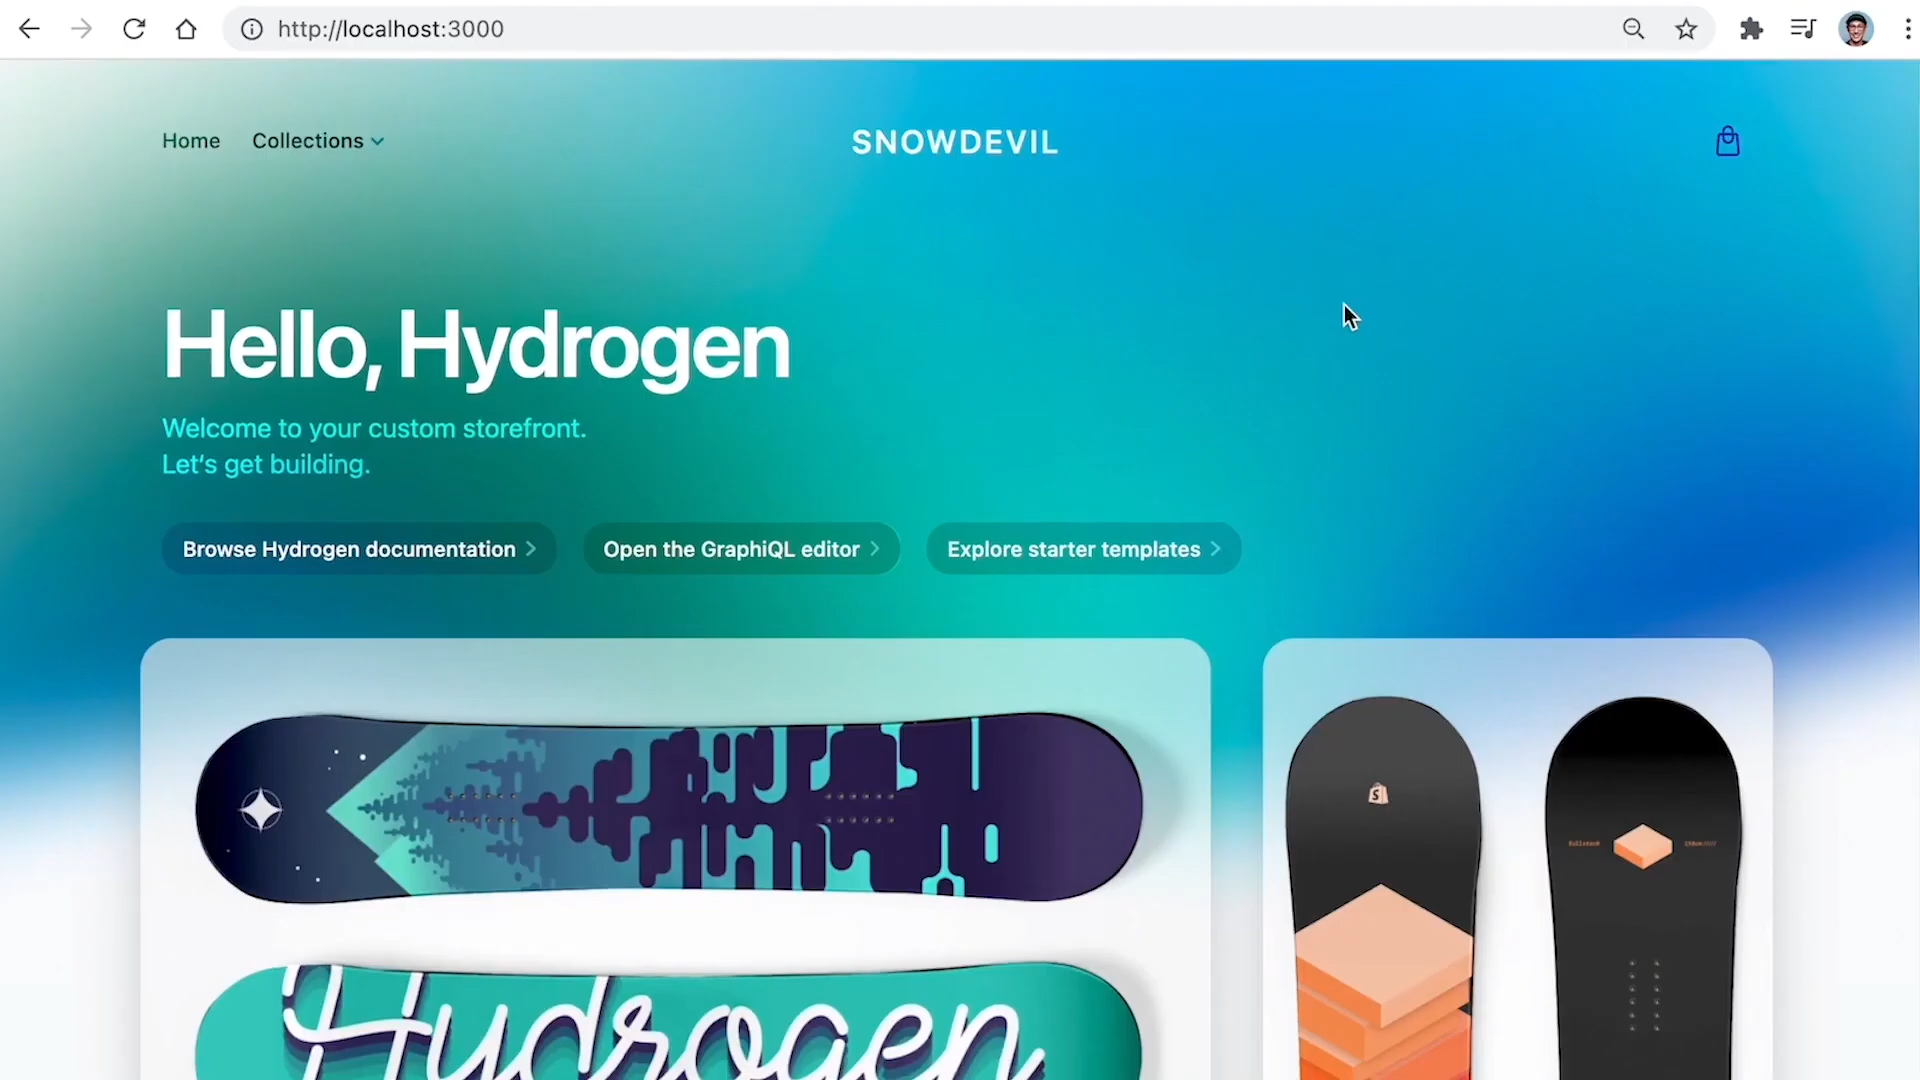 http://localhost:3000
Home
Collections
SNOWDEVIL
Hello, Hydrogen
Welcome to your custom storefront.
Let's get building.
Browse Hydrogen documentation
Open the GraphiQL editor
Explore starter templates
S
Hydrogen